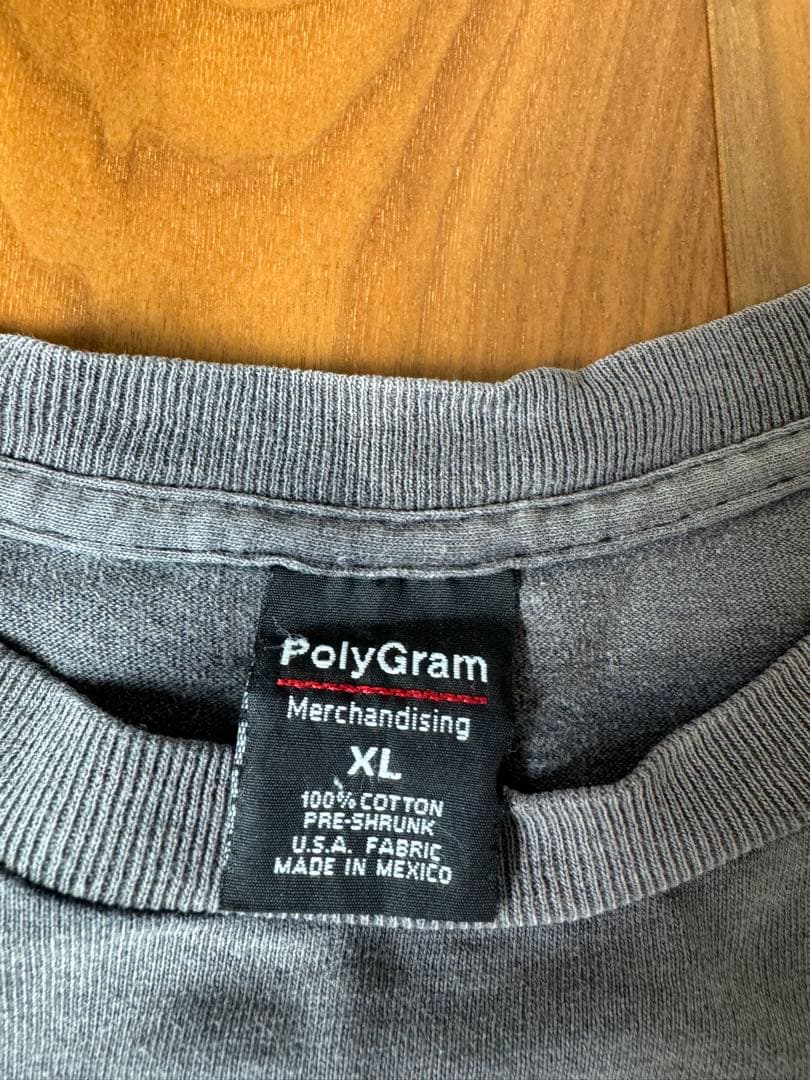 PolyGram
Merchandising
XL
100% COTTON
PRE-SHRUNK
U.S.A. FABRIC
MADE IN MEXICO